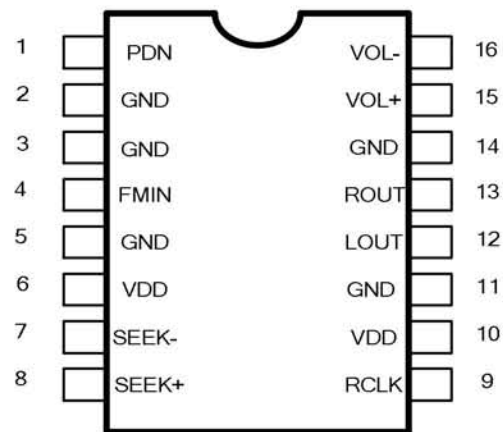 1 PDN VOL- 16
2 GND VOL+ 15
3 GND GND 14
4 FMIN ROUT 13
5 GND LOUT 12
6 VDD GND 11
7 SEEK- VDD 10
8 SEEK+ RCLK 9